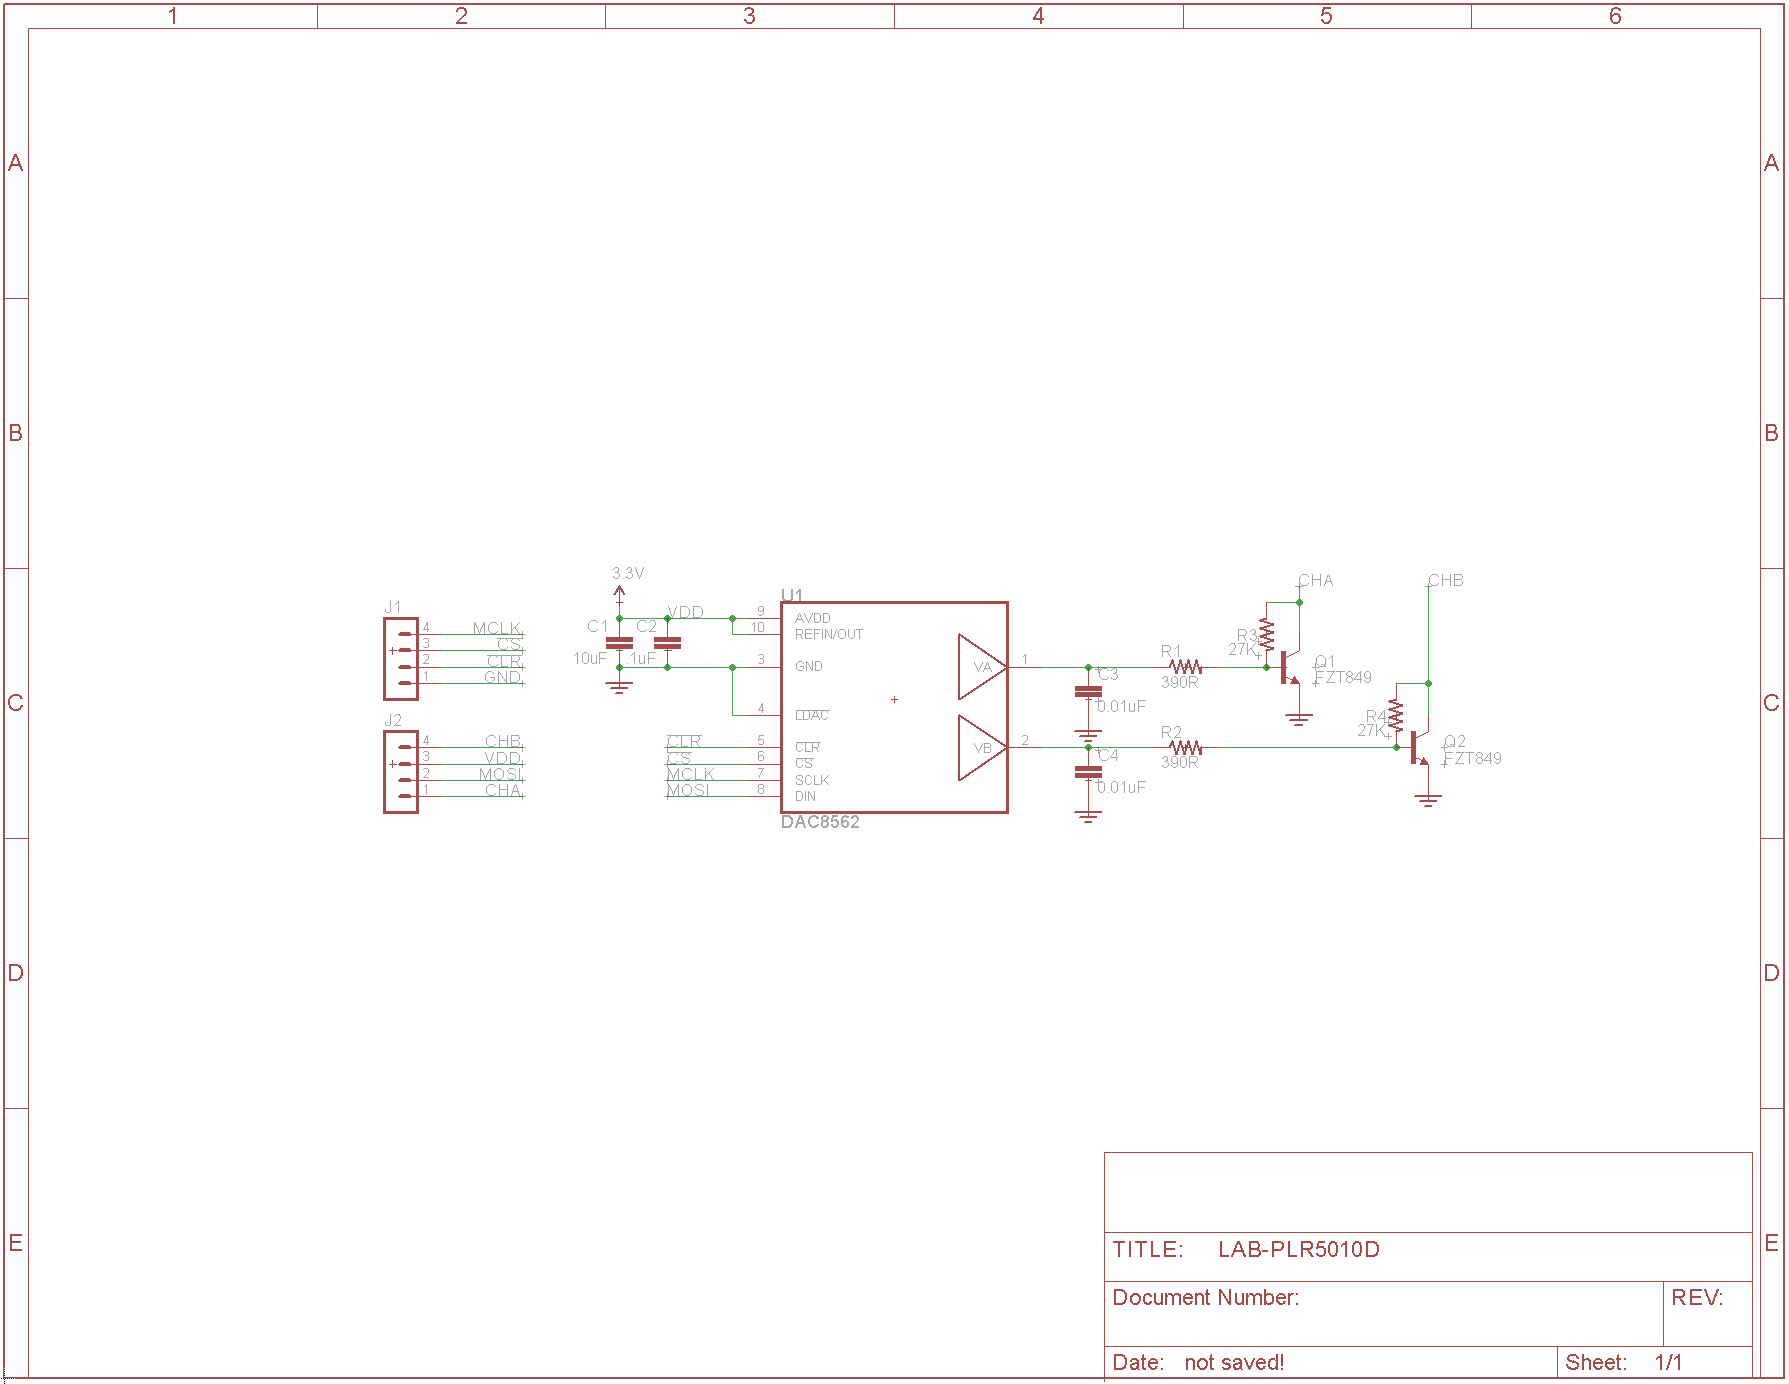 1 2 3 4 5 6
A A
B B
C C
D D
E E
3.3V
J1
4 MCLK
3 CS
2 CLR
1 GND
J2
4 CHB
3 VDD
2 MOSI
1 CHA
C1
10uF
C2
.1uF
VDD
U1
9 AVDD
10 REFIN/OUT
3 GND
4 LDAC
CLR 5 CLR
CS 6 CS
MCLK 7 SCLK
MOSI 8 DIN
VA 1
VB 2
DAC8562
C3
0.01uF
C4
0.01uF
R1
390R
R2
390R
CHA
R3
27K
Q1
FZT849
CHB
R4
27K
Q2
FZT849
TITLE: LAB-PLR5010D
Document Number:
REV:
Date: not saved!
Sheet: 1/1